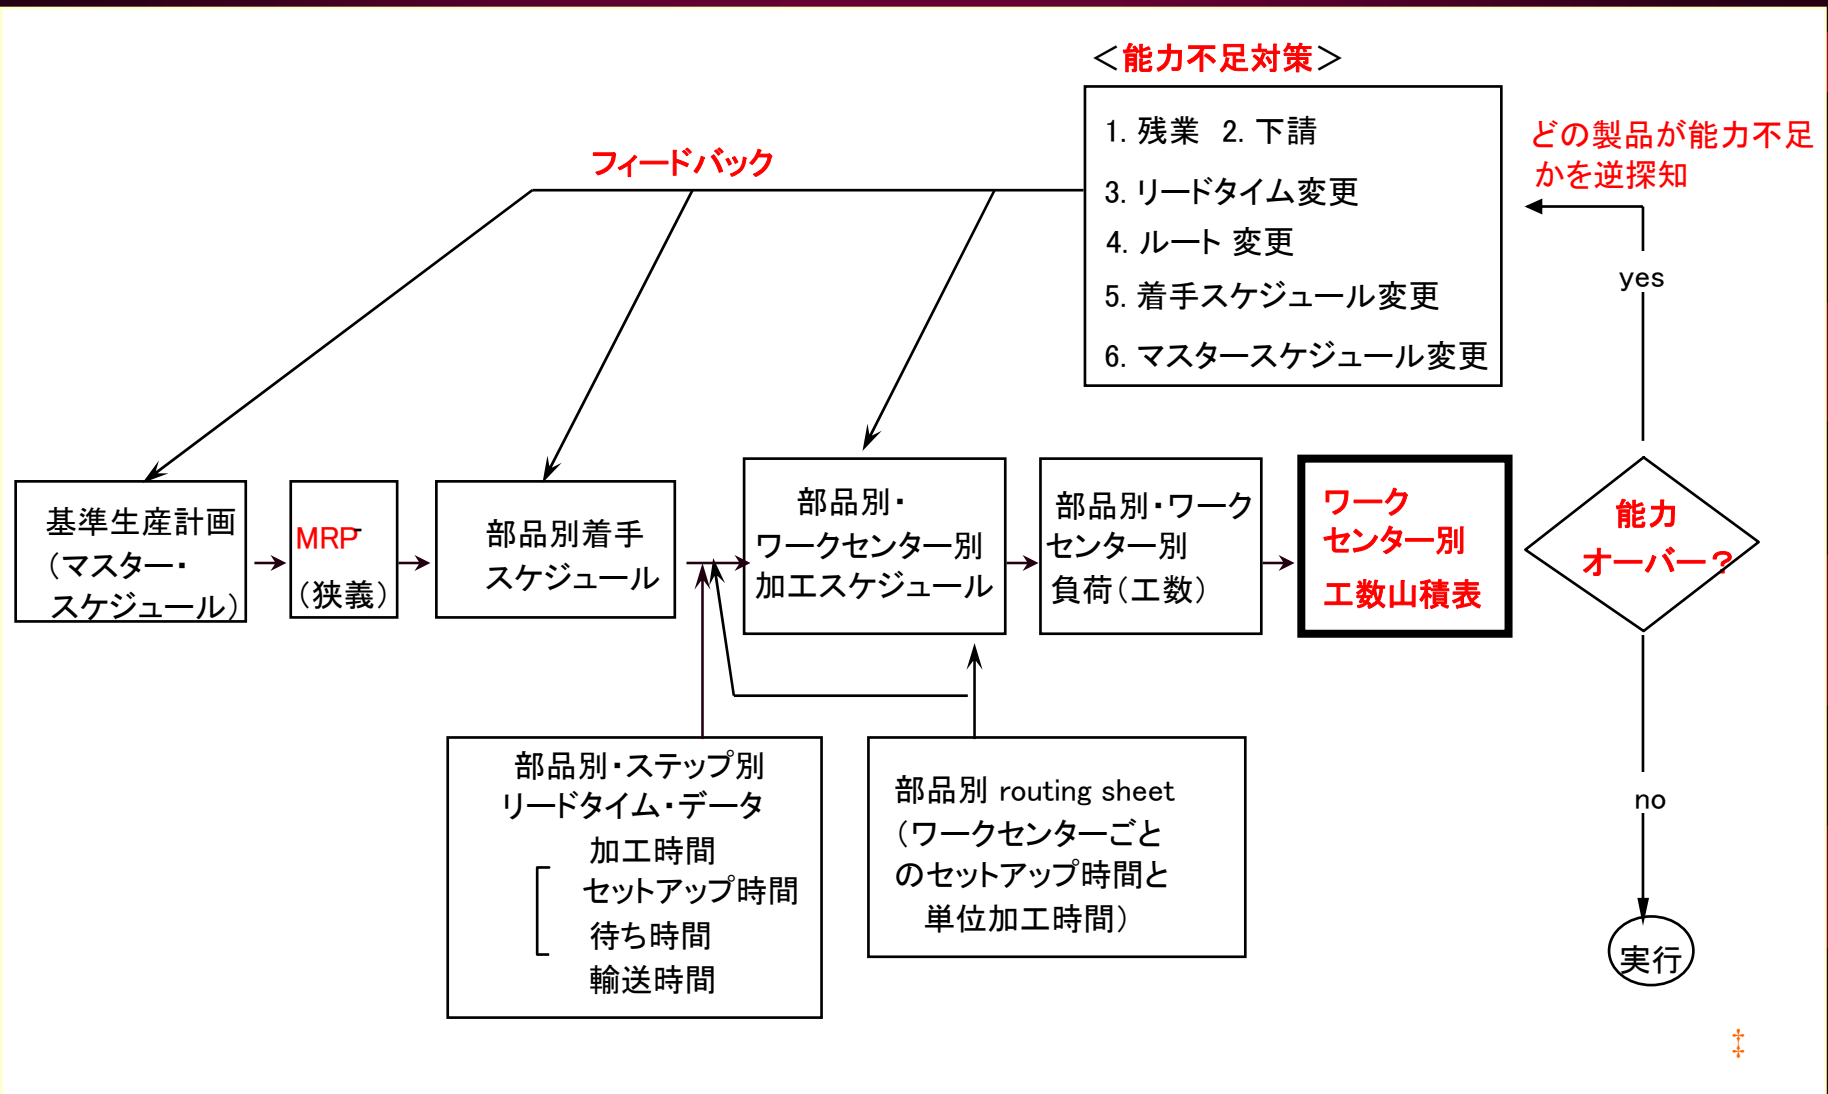 ＜能力不足対策＞
1. 残業　2. 下請
3. リードタイム変更
4. ルート 変更
5. 着手スケジュール変更
6. マスタースケジュール変更
どの製品が能力不足
かを逆探知
フィードバック
yes
基準生産計画
（マスター・
スケジュール）
MRP-
（狭義）
部品別着手
スケジュール
部品別・
ワークセンター別
加工スケジュール
部品別・ワーク
センター別
負荷（工数）
ワーク
センター別
工数山積表
能力
オーバー？
no
実行
部品別・ステップ別
リードタイム・データ
加工時間
セットアップ時間
待ち時間
輸送時間
部品別 routing sheet
（ワークセンターごと
のセットアップ時間と
単位加工時間）
‡